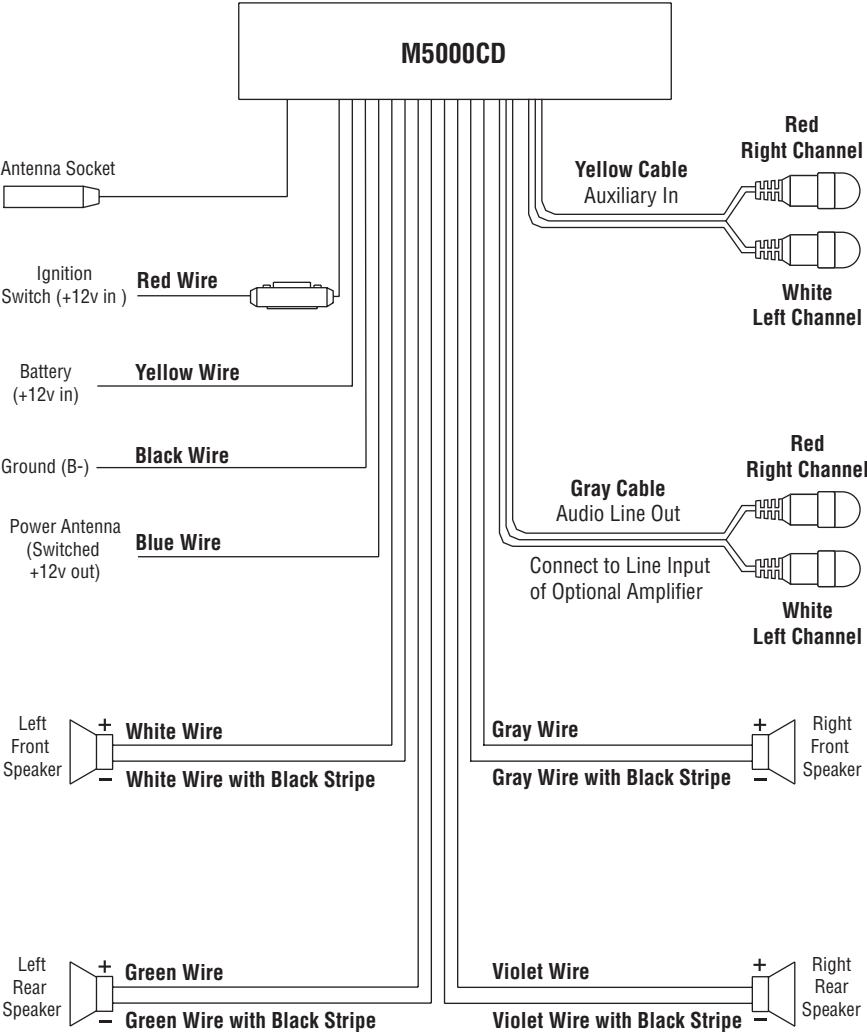 M5000CD
Red
Right Channel
Antenna Socket
Yellow Cable
Auxiliary In
Ignition
Switch (+12v in )
Red Wire
White
Left Channel
Battery
(+12v in)
Yellow Wire
Ground (B-)
Black Wire
Red
Right Channel
Gray Cable
Audio Line Out
Power Antenna
(Switched
+12v out)
Blue Wire
Connect to Line Input
of Optional Amplifier
White
Left Channel
Left
Front
Speaker
+
White Wire
–
White Wire with Black Stripe
Gray Wire
+
Gray Wire with Black Stripe
–
Right
Front
Speaker
Left
Rear
Speaker
+
Green Wire
–
Green Wire with Black Stripe
Violet Wire
+
Violet Wire with Black Stripe
–
Right
Rear
Speaker